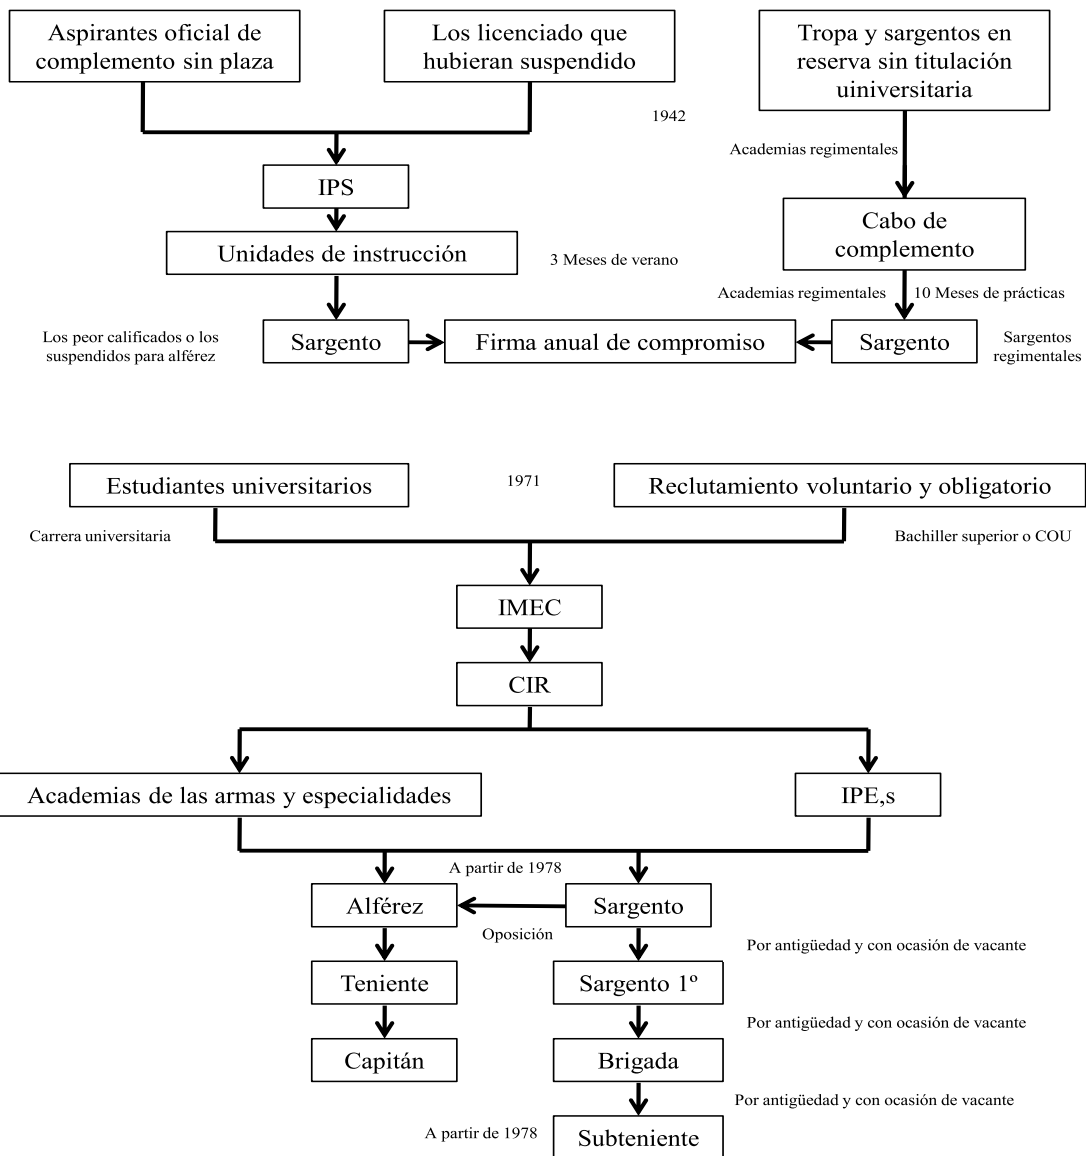 Aspirantes oficial de
complemento sin plaza
Los licenciado que
hubieran suspendido
Tropa y sargentos en
reserva sin titulación
uiniversitaria
1942
Academias regimentales
IPS
Cabo de
complemento
Unidades de instrucción
3 Meses de verano
Academias regimentales
10 Meses de prácticas
Los peor calificados o los
suspendidos para alférez
Sargento
Firma anual de compromiso
Sargento
Sargentos
regimentales
Estudiantes universitarios
1971
Reclutamiento voluntario y obligatorio
Carrera universitaria
Bachiller superior o COU
IMEC
CIR
Academias de las armas y especialidades
IPE,s
A partir de 1978
Alférez
Sargento
Oposición
Por antigüedad y con ocasión de vacante
Teniente
Sargento 1º
Por antigüedad y con ocasión de vacante
Capitán
Brigada
Por antigüedad y con ocasión de vacante
A partir de 1978
Subteniente